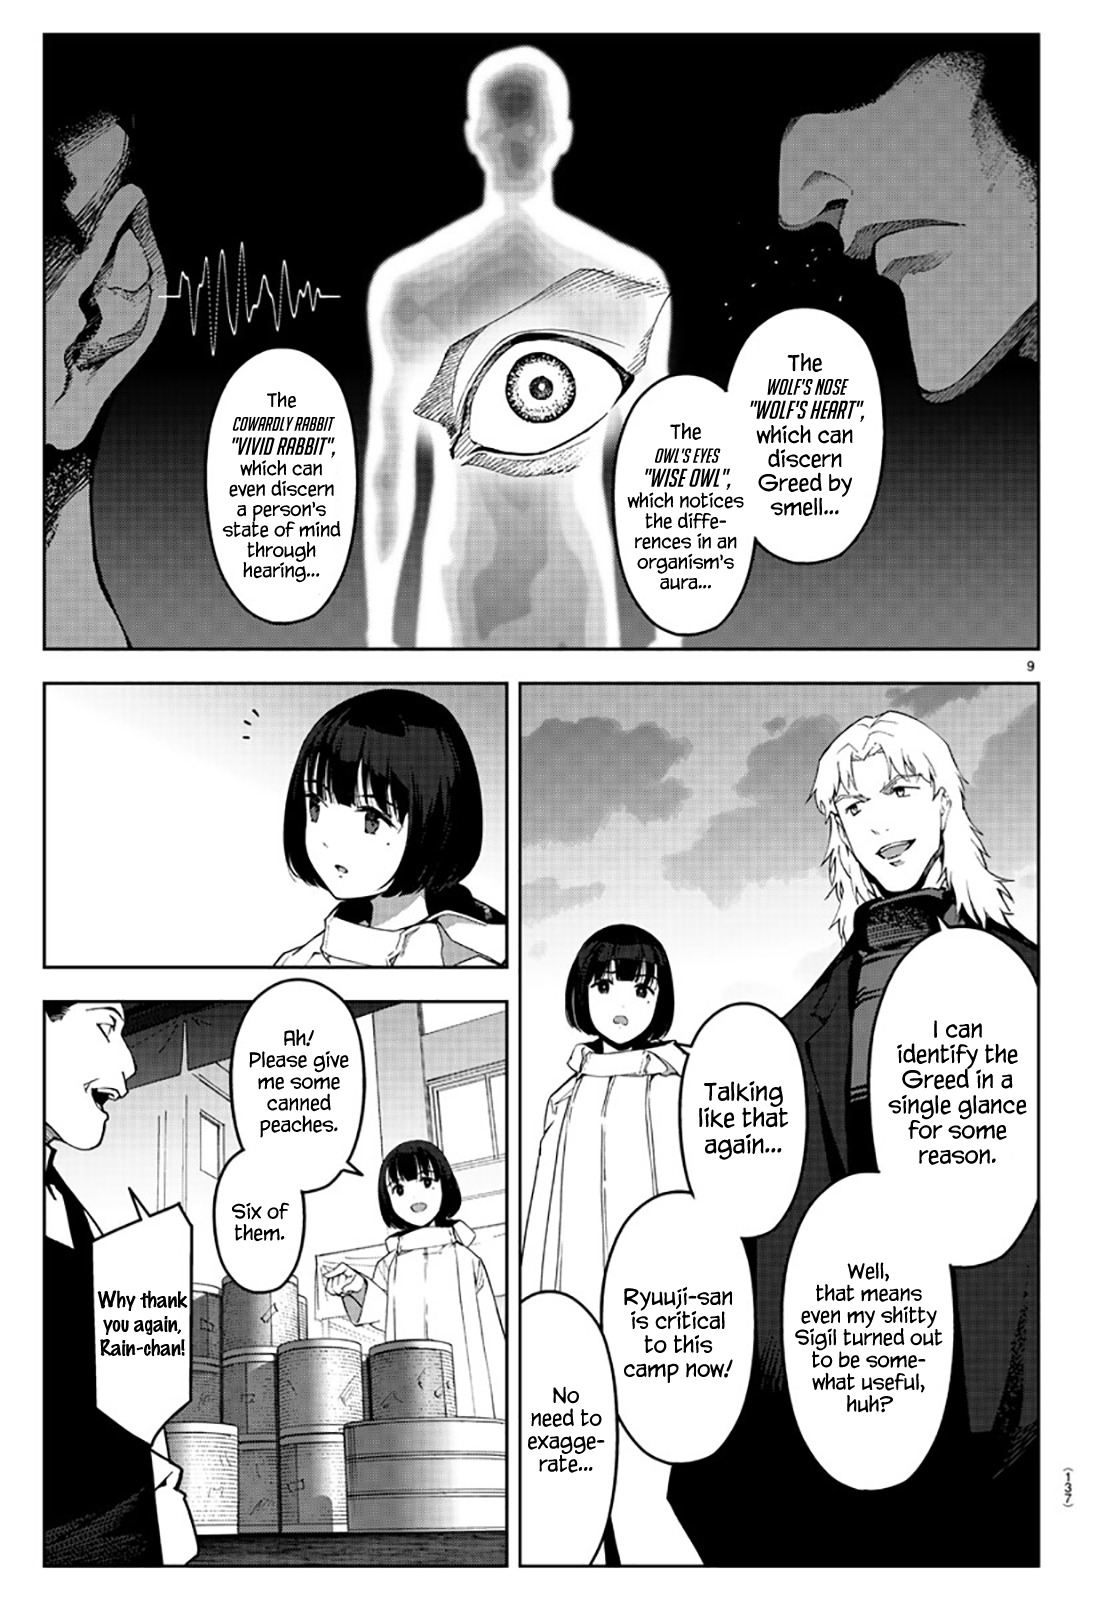 The
WOLF'S NOSE
"WOLF'S HEART",
which can
discern
Greed by
smell...
The
OWL'S EYES
"WISE OWL",
which notices
the diffe-
rences in an
organism's
aura...
The
COWARDLY RABBIT
"VIVID RABBIT",
which can
even discern
a person's
state of mind
through
hearing...
9
I can
identify the
Greed in a
single glance
for some
reason.
Well,
that means
even my shitty
Sigil turned out
to be some-
what useful,
huh?
Talking
like that
again...
Ryuuji-san
is critical
to this
camp now!
No
need to
exagge-
rate...
Ah!
Please give
me some
canned
peaches.
Six of
them.
Why thank
you again,
Rain-chan!
(137)